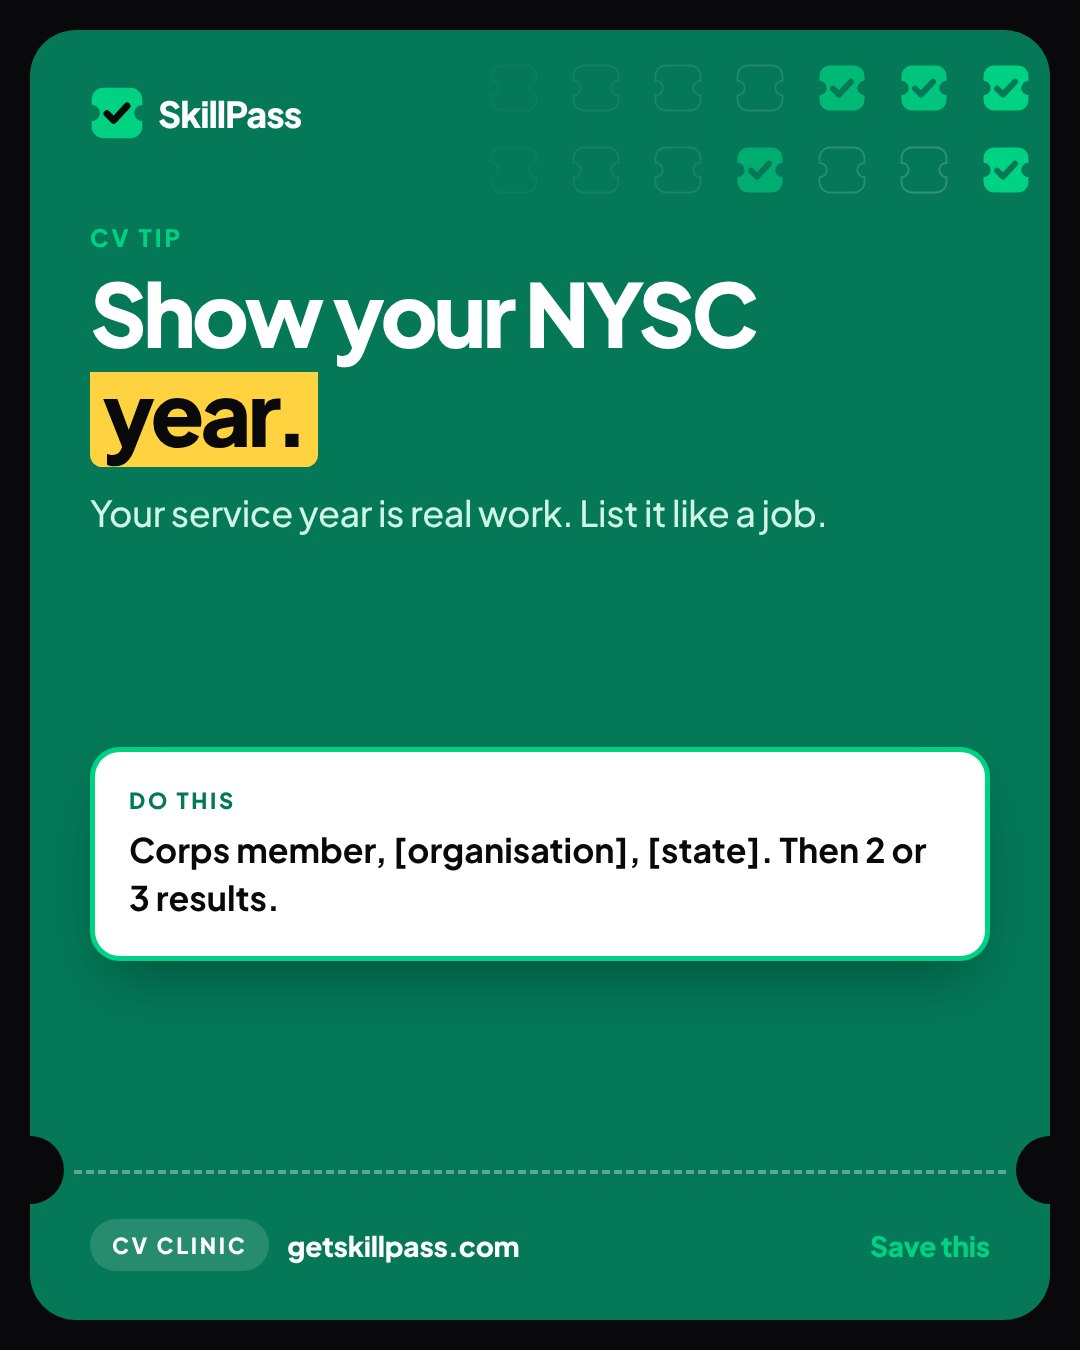 SkillPass
CV TIP
Show your NYSC
year.
Your service year is real work. List it like a job.
DO THIS
Corps member, [organisation], [state]. Then 2 or
3 results.
CV CLINIC
getskillpass.com
Save this